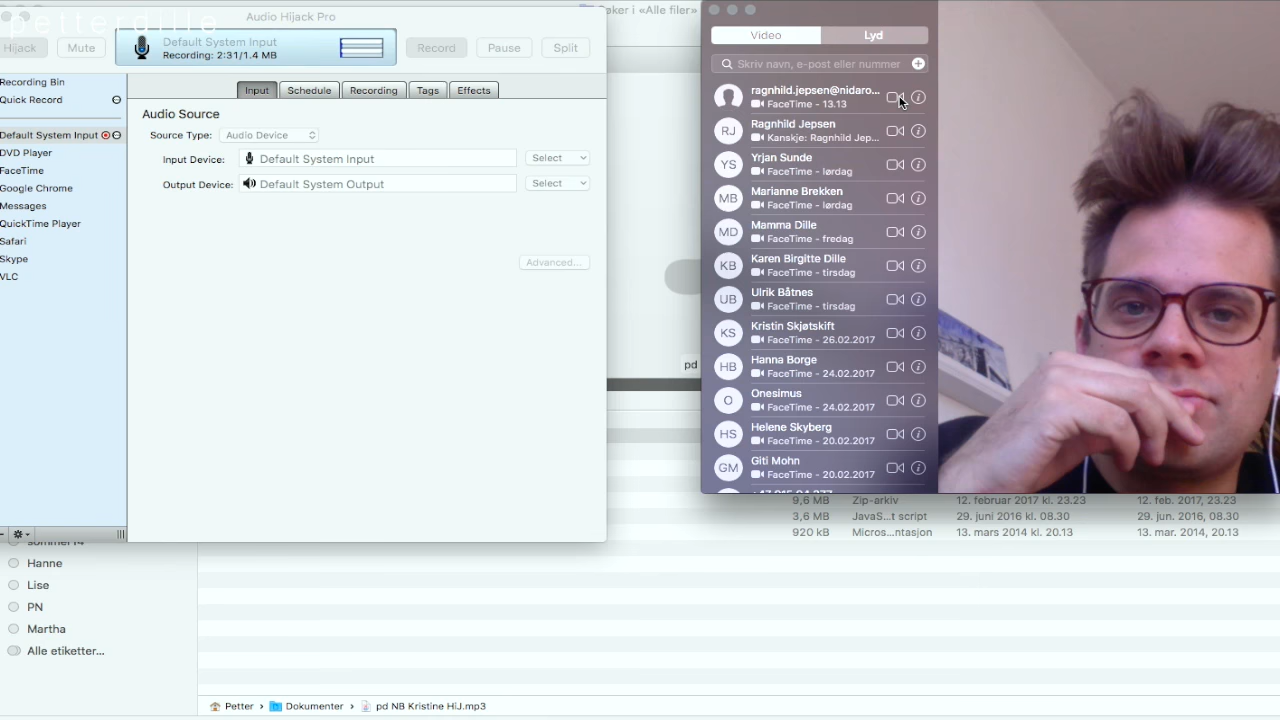 petterdille
Audio Hijack Pro
Hijack
Mute
Default System Input
Recording: 2:31/1.4 MB
Record
Pause
Split
Recording Bin
Quick Record
Default System Input
DVD Player
FaceTime
Google Chrome
Messages
QuickTime Player
Safari
Skype
VLC
Input
Schedule
Recording
Tags
Effects
Audio Source
Source Type: Audio Device
Input Device: Default System Input Select
Output Device: Default System Output Select
Advanced...
øker i «Alle filer»
pd
Video
Lyd
Skriv navn, e-post eller nummer
ragnhild.jepsen@nidaro...
FaceTime - 13.13
RJ
Ragnhild Jepsen
Kanskje: Ragnhild Jep...
YS
Yrjan Sunde
FaceTime - lørdag
MB
Marianne Brekken
FaceTime - lørdag
MD
Mamma Dille
FaceTime - fredag
KB
Karen Birgitte Dille
FaceTime - tirsdag
UB
Ulrik Båtnes
FaceTime - tirsdag
KS
Kristin Skjøtskift
FaceTime - 26.02.2017
HB
Hanna Borge
FaceTime - 24.02.2017
O
Onesimus
FaceTime - 24.02.2017
HS
Helene Skyberg
FaceTime - 20.02.2017
GM
Giti Mohn
FaceTime - 20.02.2017
9,6 MB Zip-arkiv 12. februar 2017 kl. 23.23 12. feb. 2017, 23.23
3,6 MB JavaS...t script 29. juni 2016 kl. 08.30 29. jun. 2016, 08.30
920 kB Micros...ntasjon 13. mars 2014 kl. 20.13 13. mar. 2014, 20.13
Hanne
Lise
PN
Martha
Alle etiketter...
Petter › Dokumenter › pd NB Kristine HiJ.mp3